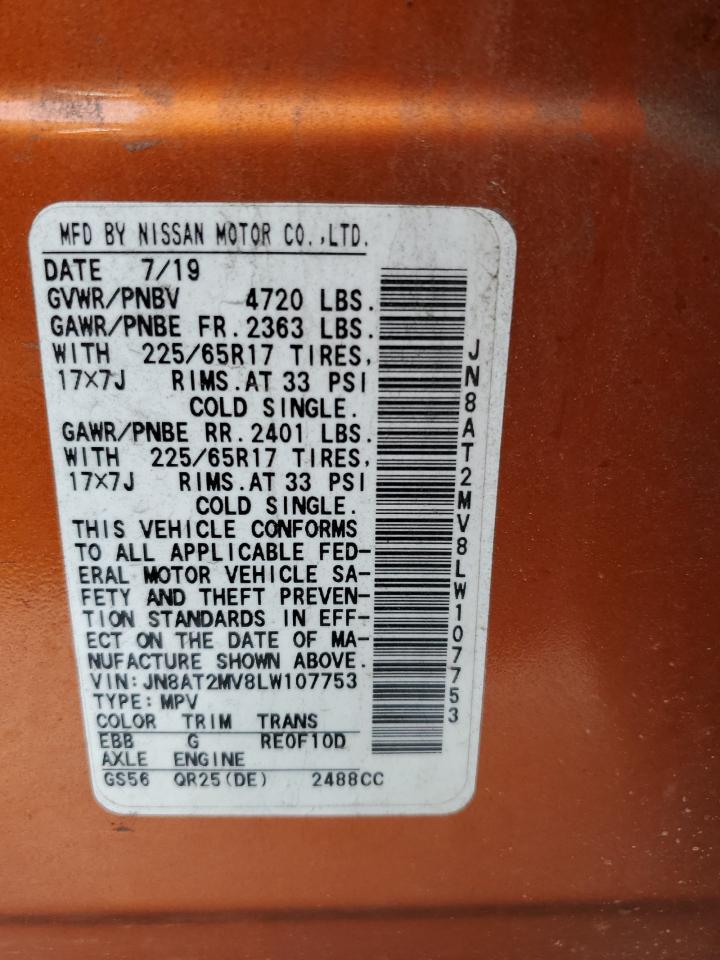 MFD BY NISSAN MOTOR CO.,LTD.
DATE 7/19
GVWR/PNBV 4720 LBS.
GAWR/PNBE FR. 2363 LBS.
WITH 225/65R17 TIRES,
17×7J RIMS. AT 33 PSI
COLD SINGLE.
GAWR/PNBE RR. 2401 LBS.
WITH 225/65R17 TIRES,
17×7J RIMS. AT 33 PSI
COLD SINGLE.
THIS VEHICLE CONFORMS
TO ALL APPLICABLE FED-
ERAL MOTOR VEHICLE SA-
FETY AND THEFT PREVEN-
TION STANDARDS IN EFF-
ECT ON THE DATE OF MA-
NUFACTURE SHOWN ABOVE.
VIN: JN8AT2MV8LW107753
TYPE: MPV
COLOR TRIM TRANS
EBB G RE0F10D
AXLE ENGINE
GS56 QR25(DE) 2488CC
JN8AT2MV8LW107753